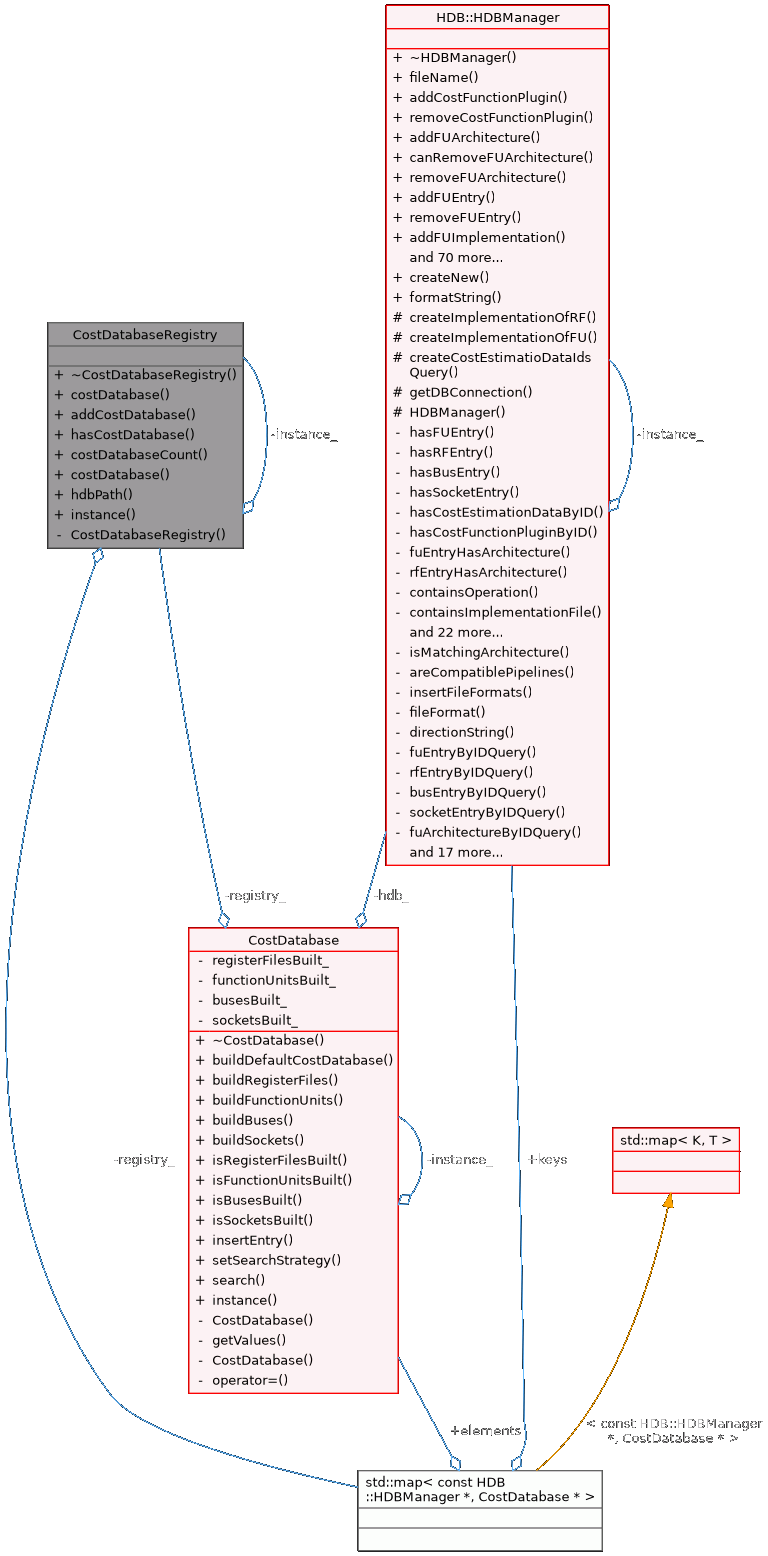 HDB::HDBManager
+ ~HDBManager()
+ fileName()
+ addCostFunctionPlugin()
+ removeCostFunctionPlugin()
+ addFUArchitecture()
+ canRemoveFUArchitecture()
+ removeFUArchitecture()
+ addFUEntry()
+ removeFUEntry()
+ addFUImplementation()
and 70 more...
+ createNew()
+ formatString()
# createImplementationOfRF()
# createImplementationOfFU()
# createCostEstimatioDataIds
Query()
# getDBConnection()
# HDBManager()
- hasFUEntry()
- hasRFEntry()
- hasBusEntry()
- hasSocketEntry()
- hasCostEstimationDataByID()
- hasCostFunctionPluginByID()
- fuEntryHasArchitecture()
- rfEntryHasArchitecture()
- containsOperation()
- containsImplementationFile()
and 22 more...
- isMatchingArchitecture()
- areCompatiblePipelines()
- insertFileFormats()
- fileFormat()
- directionString()
- fuEntryByIDQuery()
- rfEntryByIDQuery()
- busEntryByIDQuery()
- socketEntryByIDQuery()
- fuArchitectureByIDQuery()
and 17 more...
-instance_
CostDatabaseRegistry
+ ~CostDatabaseRegistry()
+ costDatabase()
+ addCostDatabase()
+ hasCostDatabase()
+ costDatabaseCount()
+ costDatabase()
+ hdbPath()
+ instance()
- CostDatabaseRegistry()
-instance_
-registry_
-hdb_
CostDatabase
- registerFilesBuilt_
- functionUnitsBuilt_
- busesBuilt_
- socketsBuilt_
+ ~CostDatabase()
+ buildDefaultCostDatabase()
+ buildRegisterFiles()
+ buildFunctionUnits()
+ buildBuses()
+ buildSockets()
+ isRegisterFilesBuilt()
+ isFunctionUnitsBuilt()
+ isBusesBuilt()
+ isSocketsBuilt()
+ insertEntry()
+ setSearchStrategy()
+ search()
+ instance()
- CostDatabase()
- getValues()
- CostDatabase()
- operator=()
-registry_
-instance_
+keys
std::map< K, T >
+elements
< const HDB::HDBManager
*, CostDatabase * >
std::map< const HDB
::HDBManager *, CostDatabase * >